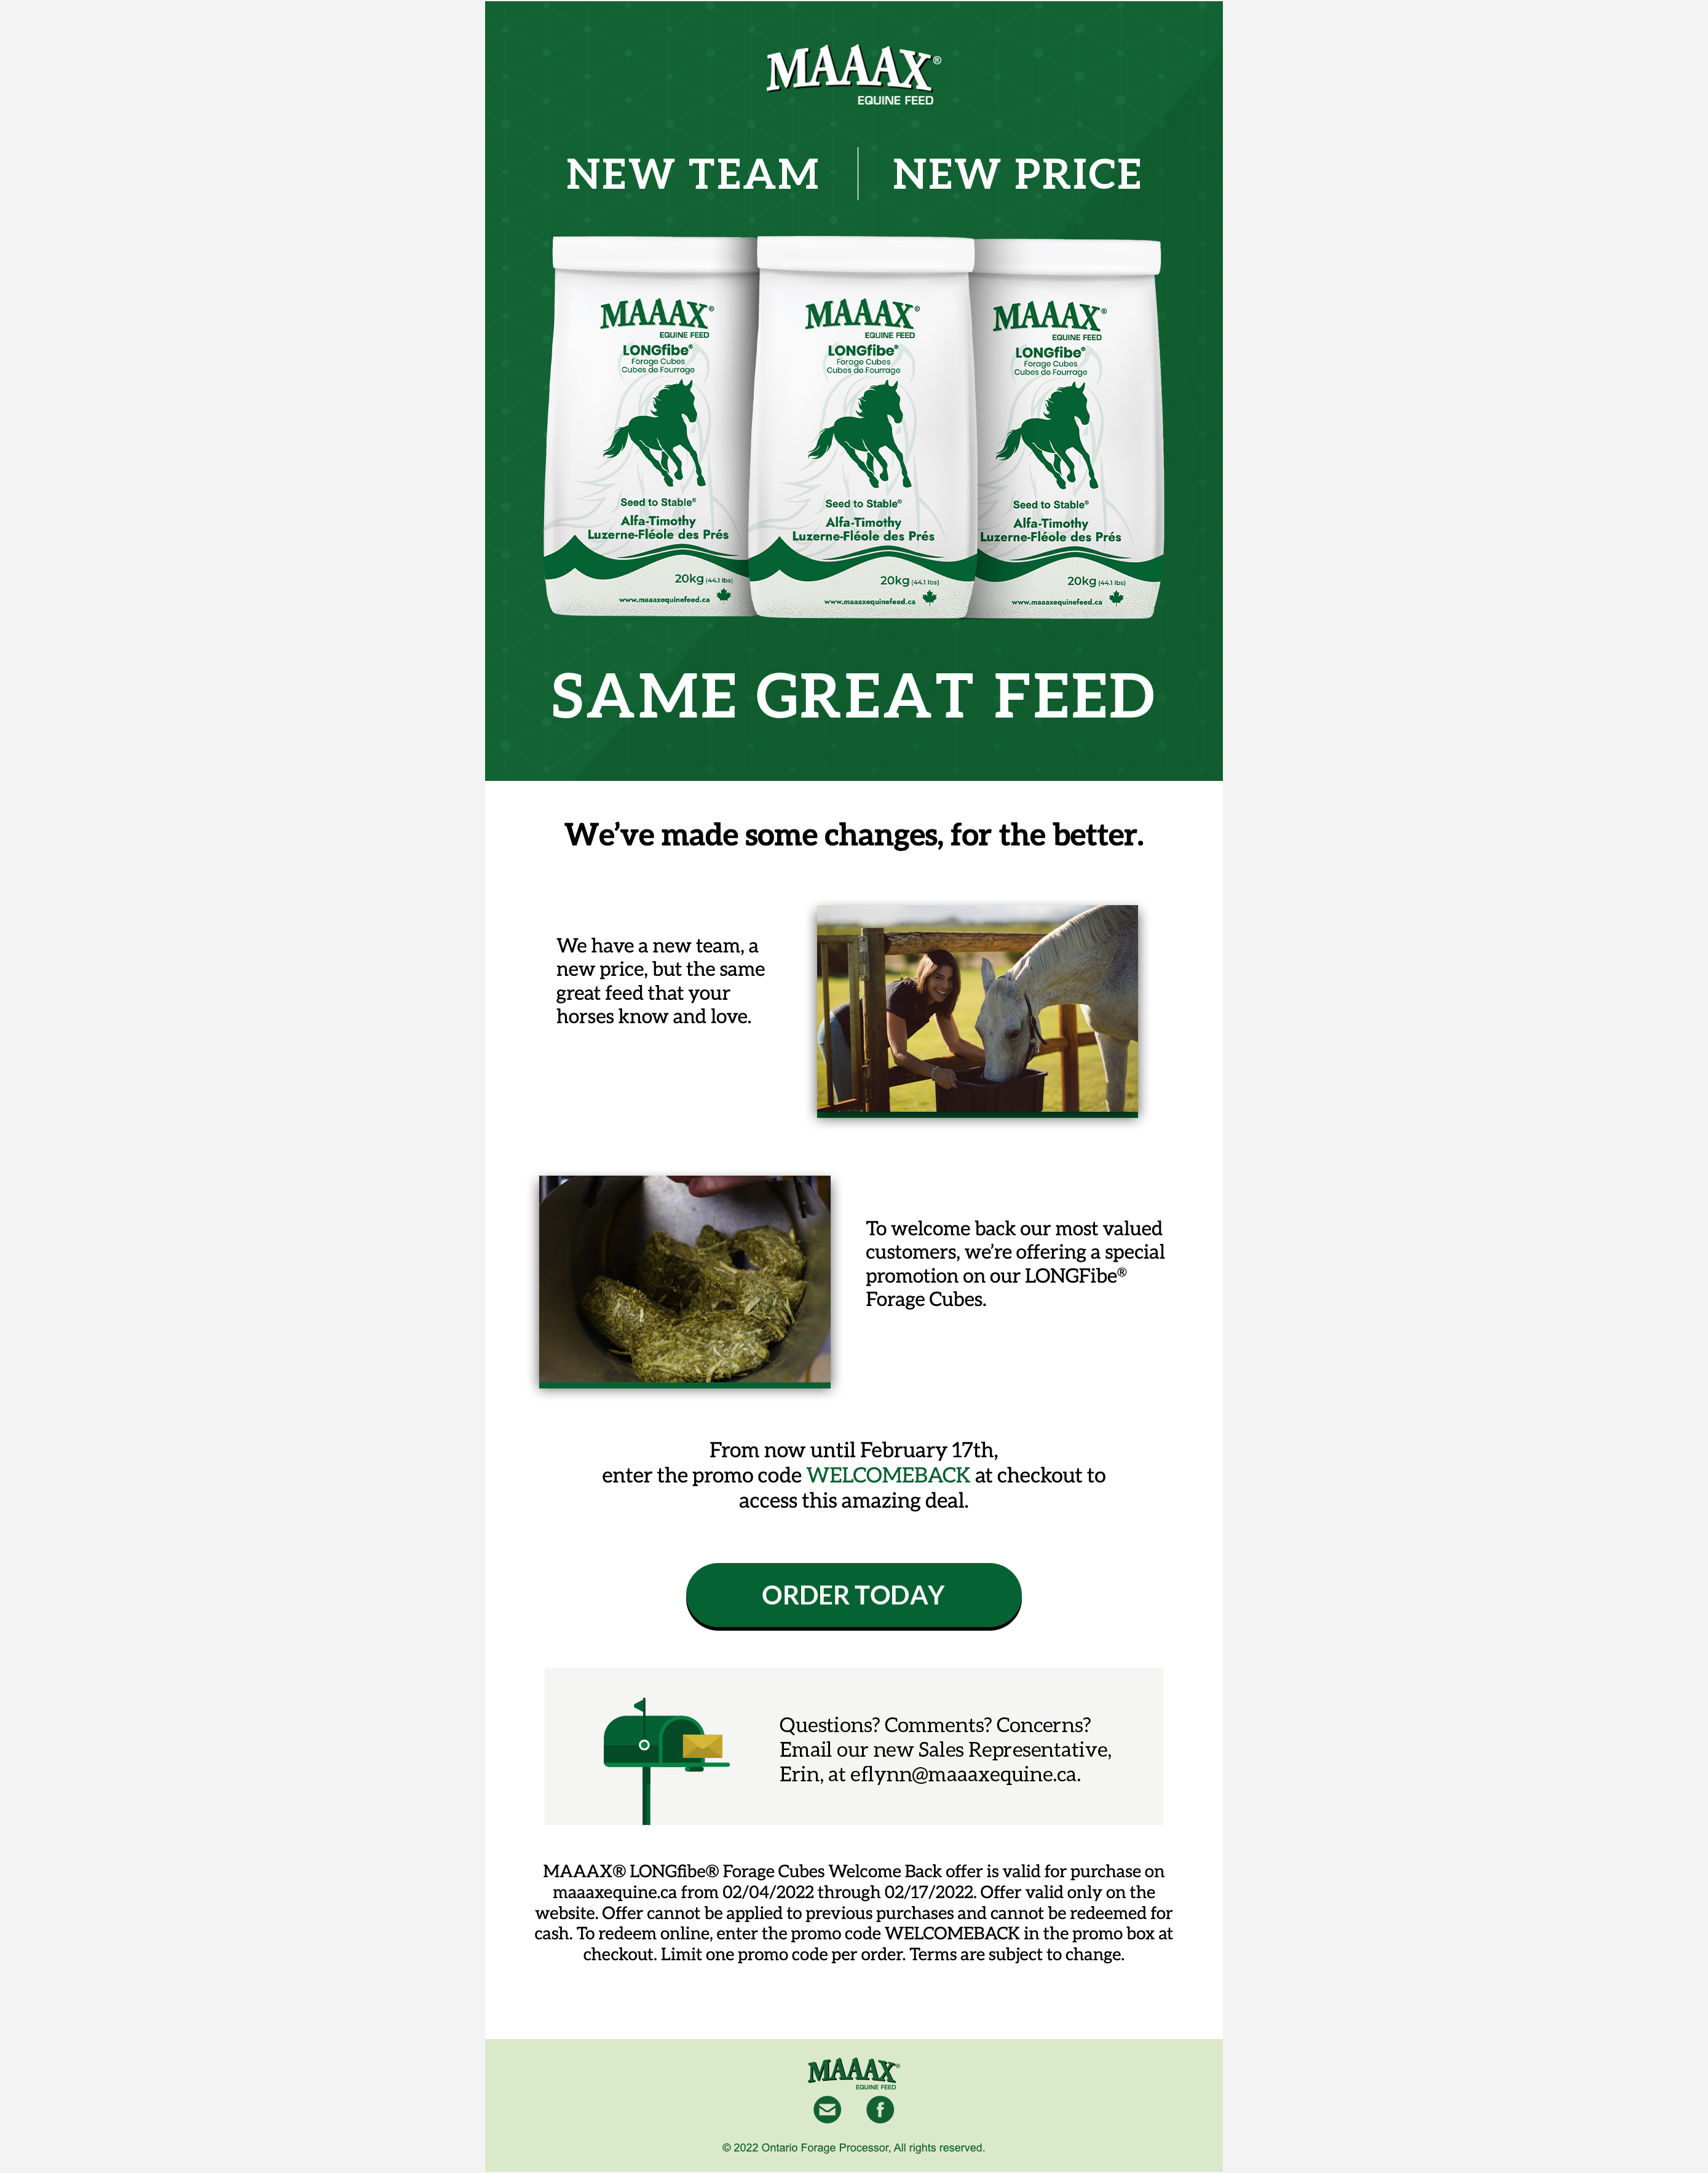 MAAAX®
EQUINE FEED
NEW TEAM | NEW PRICE
MAAAX®
EQUINE FEED
LONGfibe®
Forage Cubes
Cubes de Fourrage
Seed to Stable®
Alfa-Timothy
Luzerne-Fléole des Prés
20kg (44.1 lbs)
www.maaaxequinefeed.ca
MAAAX®
EQUINE FEED
LONGfibe®
Forage Cubes
Cubes de Fourrage
Seed to Stable®
Alfa-Timothy
Luzerne-Fléole des Prés
20kg (44.1 lbs)
www.maaaxequinefeed.ca
MAAAX®
EQUINE FEED
LONGfibe®
Forage Cubes
Cubes de Fourrage
Seed to Stable®
Alfa-Timothy
Luzerne-Fléole des Prés
20kg (44.1 lbs)
www.maaaxequinefeed.ca
SAME GREAT FEED
We’ve made some changes, for the better.
We have a new team, a
new price, but the same
great feed that your
horses know and love.
To welcome back our most valued
customers, we’re offering a special
promotion on our LONGFibe®
Forage Cubes.
From now until February 17th,
enter the promo code WELCOMEBACK at checkout to
access this amazing deal.
ORDER TODAY
Questions? Comments? Concerns?
Email our new Sales Representative,
Erin, at eflynn@maaaxequine.ca.
MAAAX® LONGfibe® Forage Cubes Welcome Back offer is valid for purchase on
maaaxequine.ca from 02/04/2022 through 02/17/2022. Offer valid only on the
website. Offer cannot be applied to previous purchases and cannot be redeemed for
cash. To redeem online, enter the promo code WELCOMEBACK in the promo box at
checkout. Limit one promo code per order. Terms are subject to change.
MAAAX®
EQUINE FEED
© 2022 Ontario Forage Processor, All rights reserved.